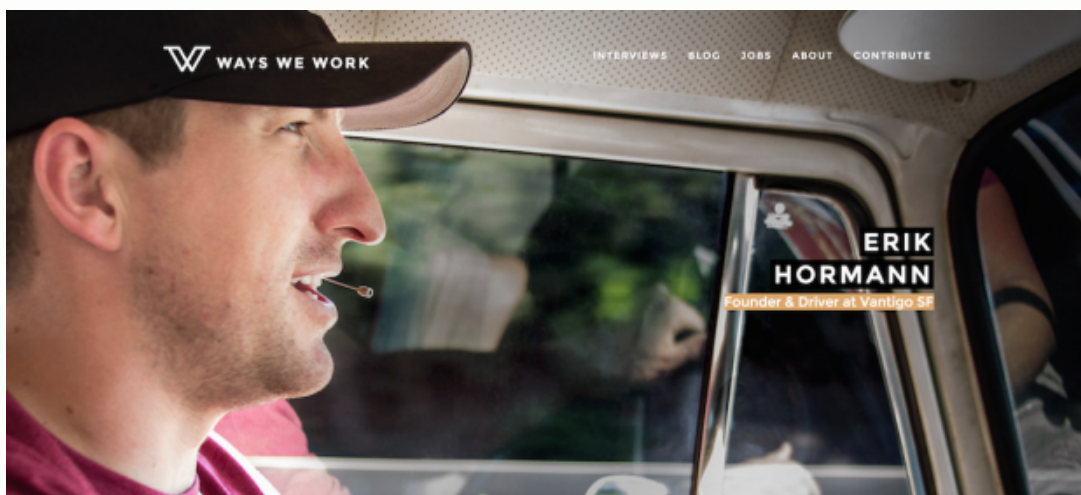 WAYS WE WORK
INTERVIEWS BLOG JOBS ABOUT CONTRIBUTE
ERIK
HORMANN
Founder & Driver at Vantigo SF